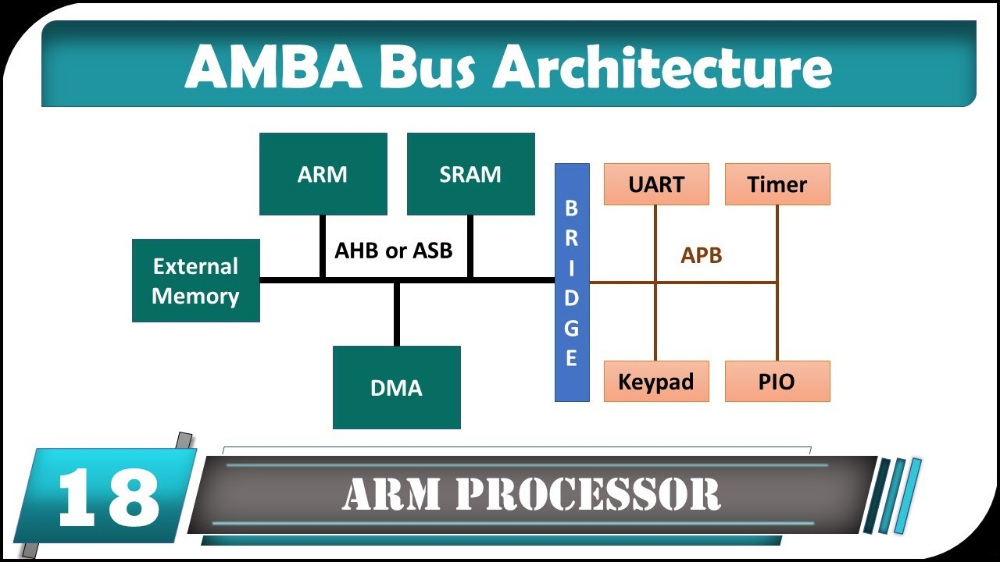 AMBA Bus Architecture
ARM
SRAM
External
Memory
AHB or ASB
DMA
BRIDGE
UART
Timer
APB
Keypad
PIO
18
ARM PROCESSOR